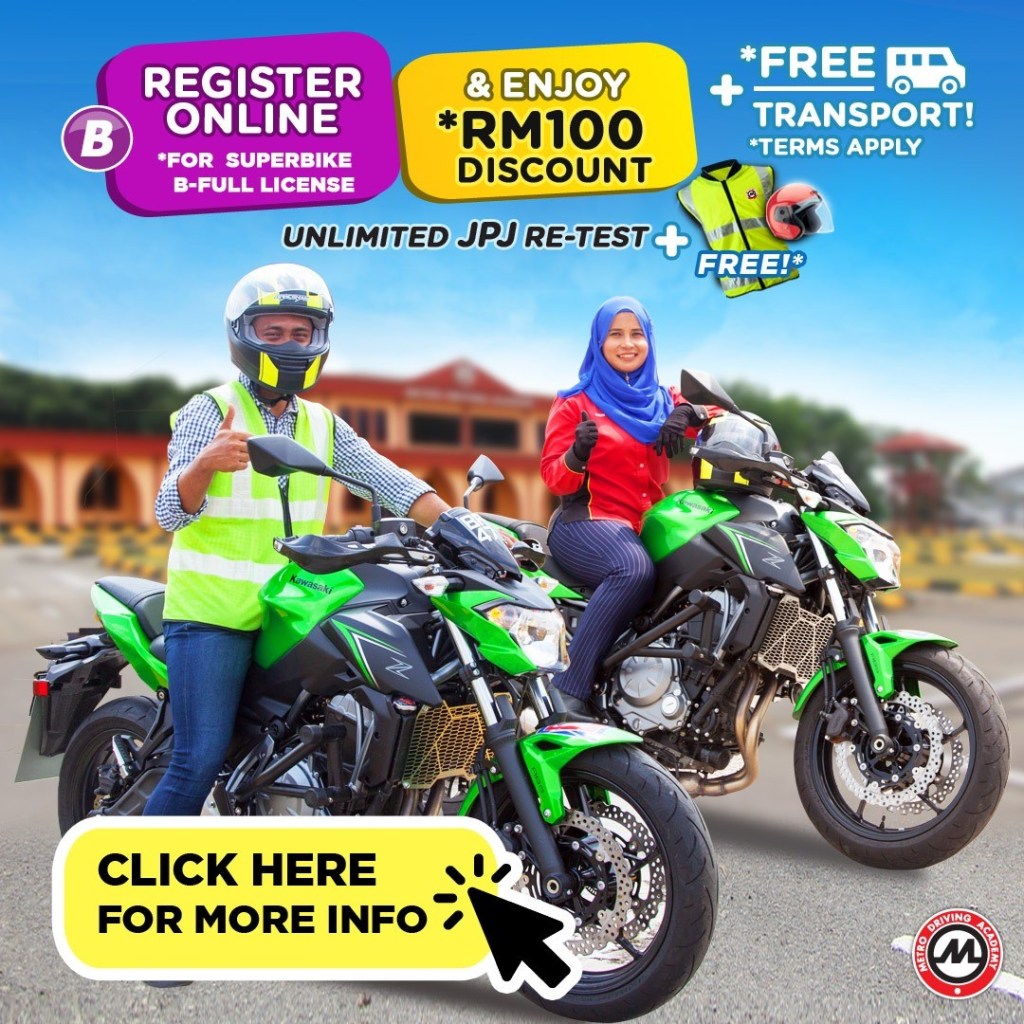 B
REGISTER
ONLINE
*FOR SUPERBIKE
B-FULL LICENSE
& ENJOY
*RM100
DISCOUNT
+ *FREE
TRANSPORT!
*TERMS APPLY
UNLIMITED JPJ RE-TEST +
FREE!*
Kawasaki
Z
Kawasaki
Z
CLICK HERE
FOR MORE INFO
METRO DRIVING ACADEMY
M